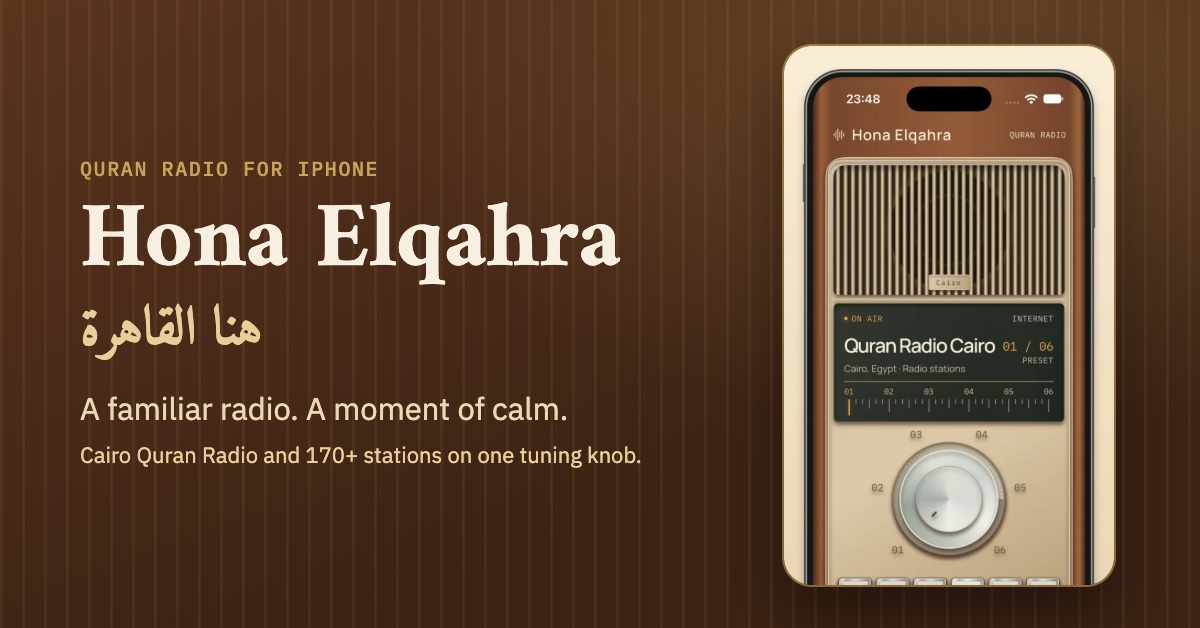 QURAN RADIO FOR IPHONE
Hona Elqahra
هنا القاهرة
A familiar radio. A moment of calm.
Cairo Quran Radio and 170+ stations on one tuning knob.
23:48
Hona Elqahra
QURAN RADIO
Cairo
ON AIR
INTERNET
Quran Radio Cairo
01 / 06
PRESET
Cairo, Egypt · Radio stations
01 02 03 04 05 06
03 04
02 05
01 06